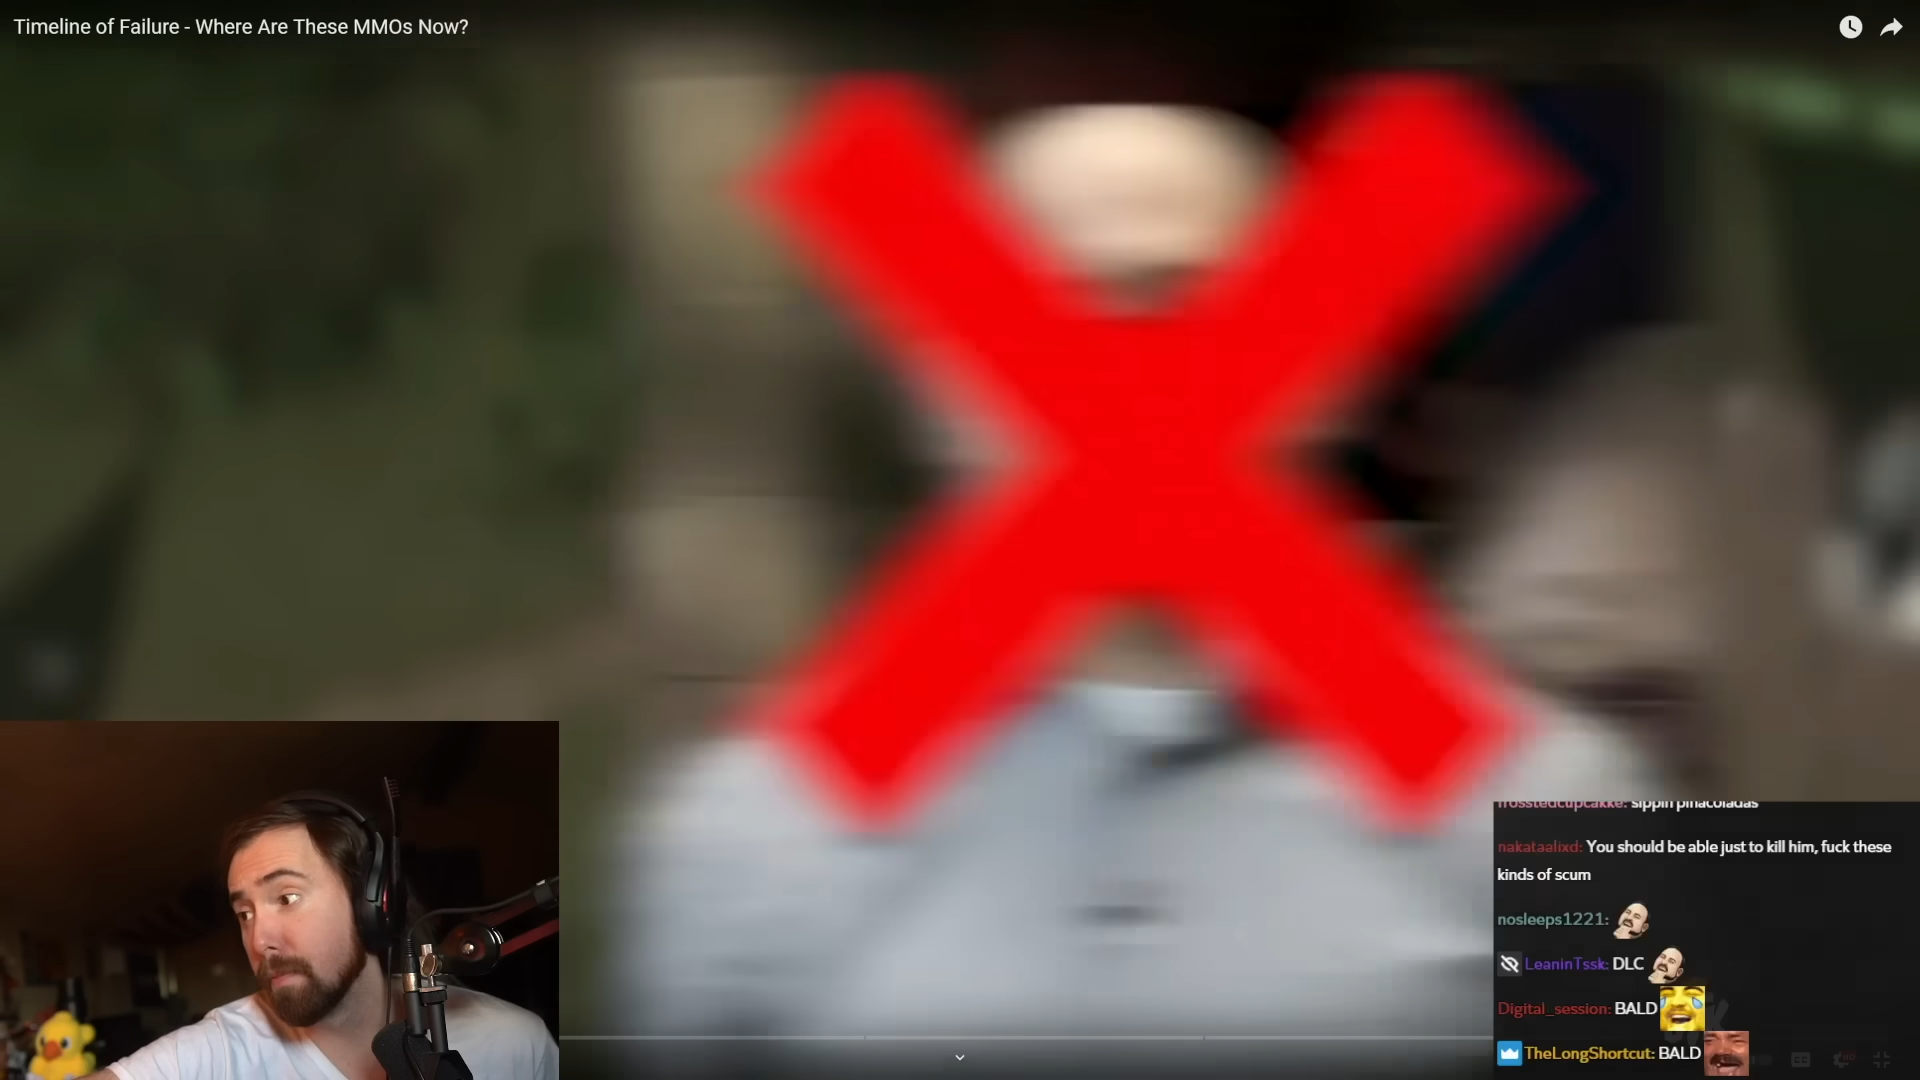 Timeline of Failure - Where Are These MMOs Now?
frosstedcupcakke: sippin pinacoladas
nakataalixd: You should be able just to kill him, fuck these
kinds of scum
nosleeps1221:
LeaninTssk: DLC
Digital_session: BALD
TheLongShortcut: BALD